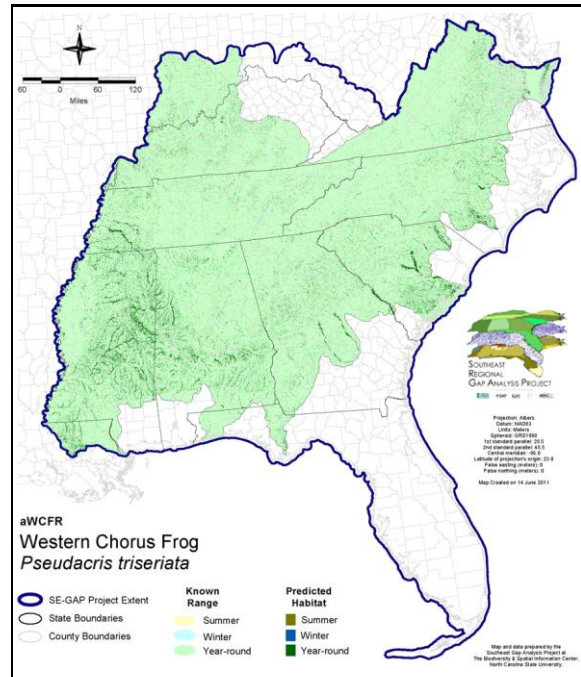 N
60 0 60 120
Miles
SOUTHEAST
REGIONAL
GAP ANALYSIS PROJECT
Projection: Albers
Datum: NAD83
Units: Meters
Spheroid: GRS1980
1st standard parallel: 29.5
2nd standard parallel: 45.5
Central meridian: -96.0
Latitude of projection's origin: 23.0
False easting (meters): 0
False northing (meters): 0
Map Created on 14 June 2011
aWCFR
Western Chorus Frog
Pseudacris triseriata
SE-GAP Project Extent
State Boundaries
County Boundaries
Known
Range
Summer
Winter
Year-round
Predicted
Habitat
Summer
Winter
Year-round
Map and data prepared by the
Southeast Gap Analysis Project at
The Biodiversity & Spatial Information Center,
North Carolina State University.